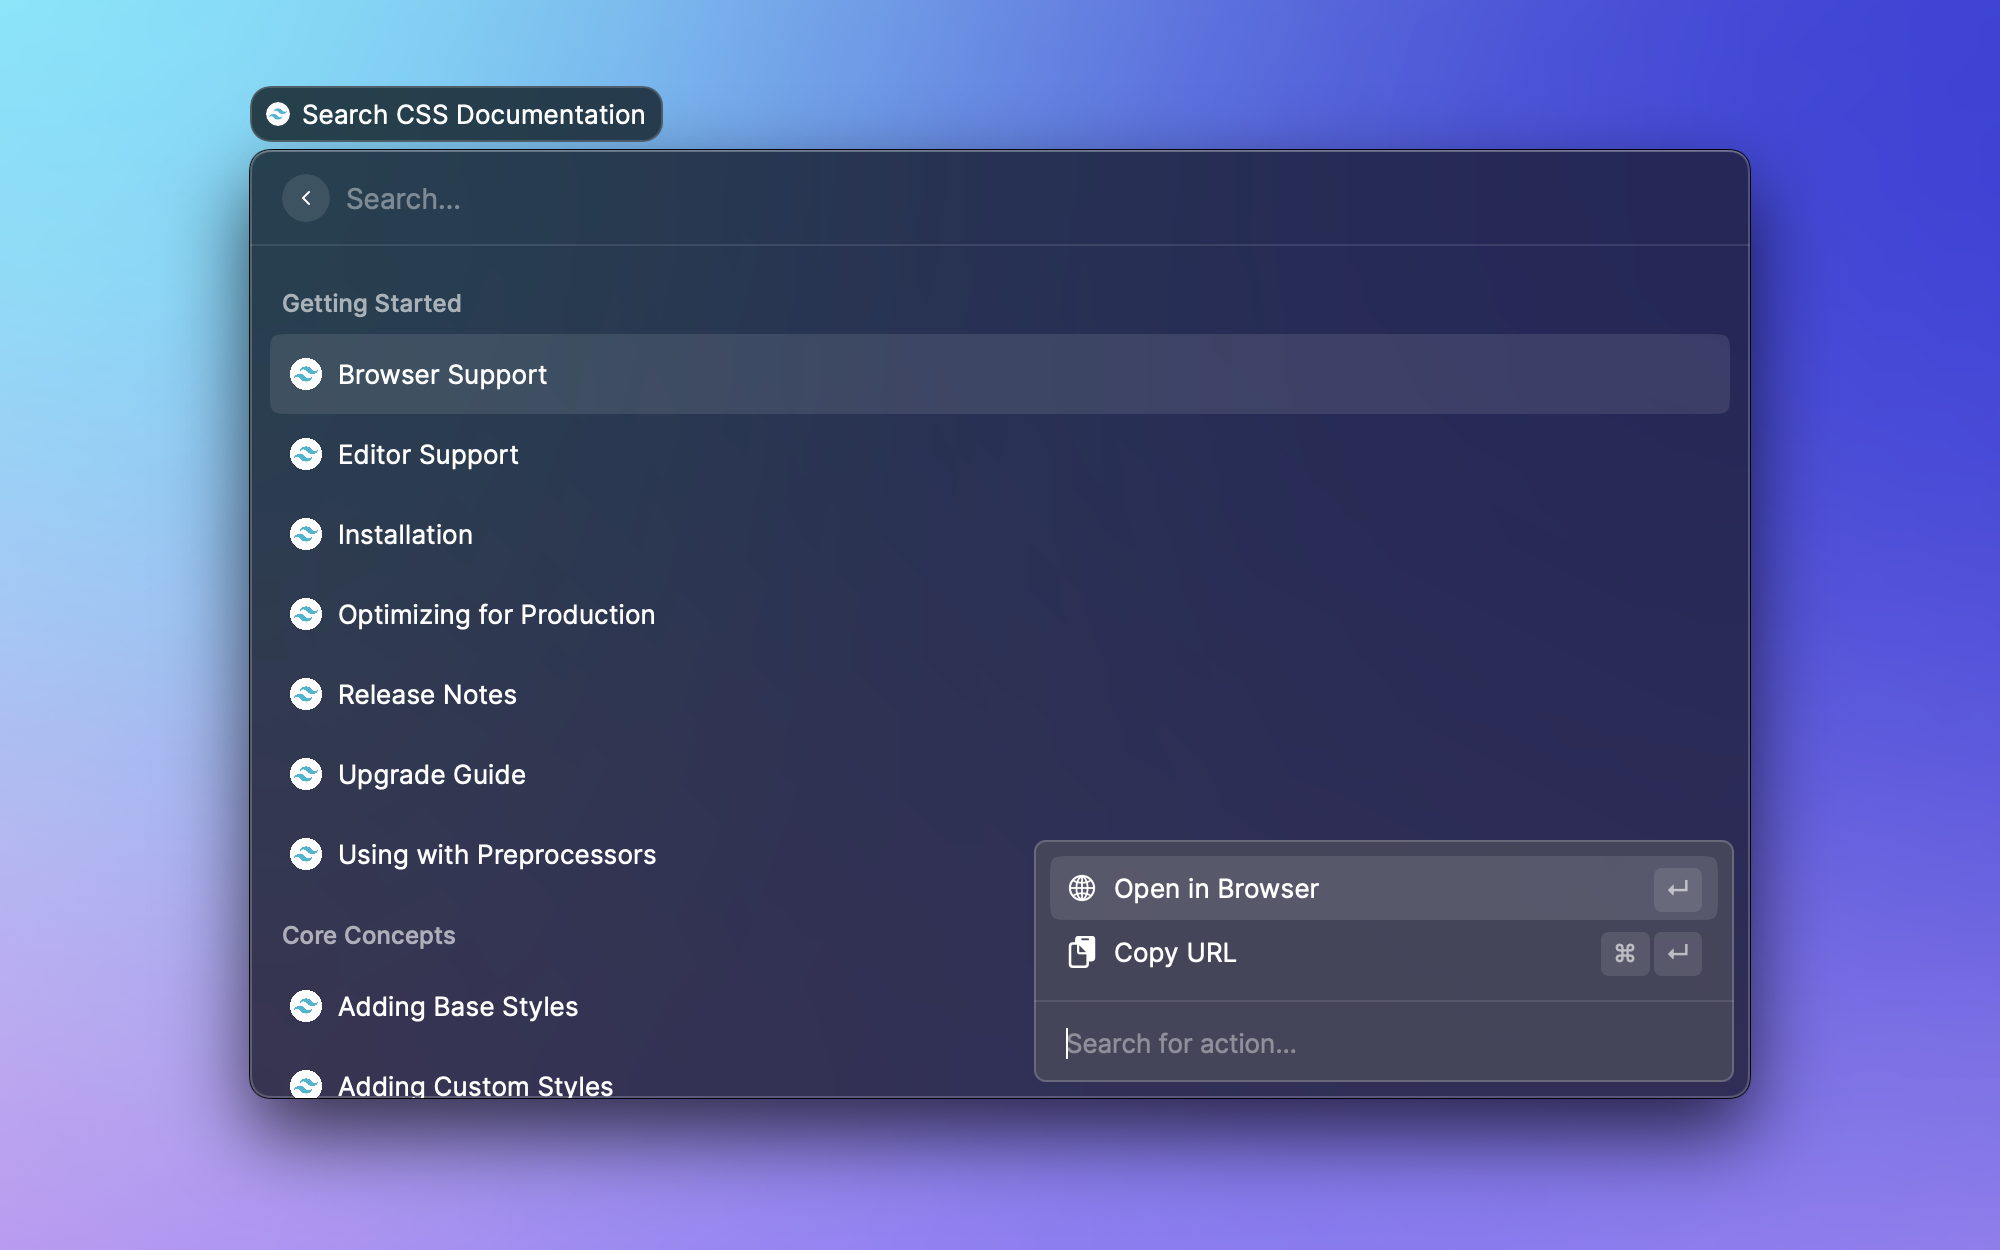 Search CSS Documentation
Search...
Getting Started
Browser Support
Editor Support
Installation
Optimizing for Production
Release Notes
Upgrade Guide
Using with Preprocessors
Core Concepts
Adding Base Styles
Adding Custom Styles
Open in Browser ↵
Copy URL ⌘ ↵
Search for action...